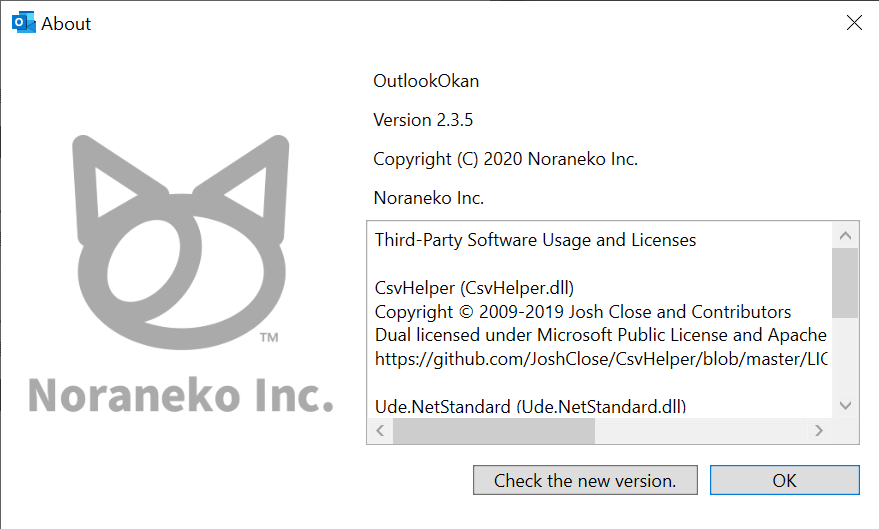 About
OutlookOkan
Version 2.3.5
Copyright (C) 2020 Noraneko Inc.
Noraneko Inc.
Third-Party Software Usage and Licenses
CsvHelper (CsvHelper.dll)
Copyright © 2009-2019 Josh Close and Contributors
Dual licensed under Microsoft Public License and Apache
https://github.com/JoshClose/CsvHelper/blob/master/LIC
Ude.NetStandard (Ude.NetStandard.dll)
TM
Noraneko Inc.
Check the new version.
OK